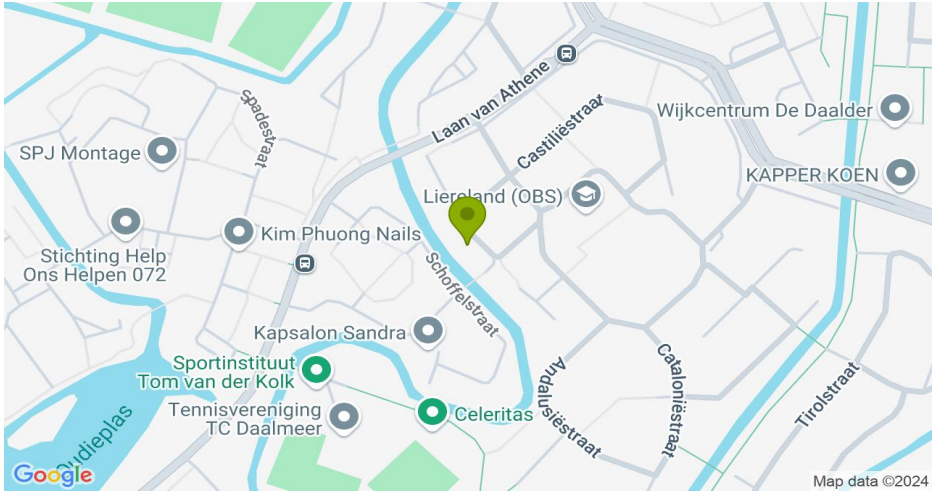 Laan van Athene
Spadestraat
Castiliëstraat
Wijkcentrum De Daalder
SPJ Montage
KAPPER KOEN
Liereland (OBS)
Kim Phuong Nails
Stichting Help
Ons Helpen 072
Schoffelstraat
Kapsalon Sandra
Sportinstituut
Tom van der Kolk
Andalusiëstraat
Cataloniëstraat
Tirolstraat
Tennisvereniging
TC Daalmeer
Celeritas
Oudieplas
Google
Map data ©2024